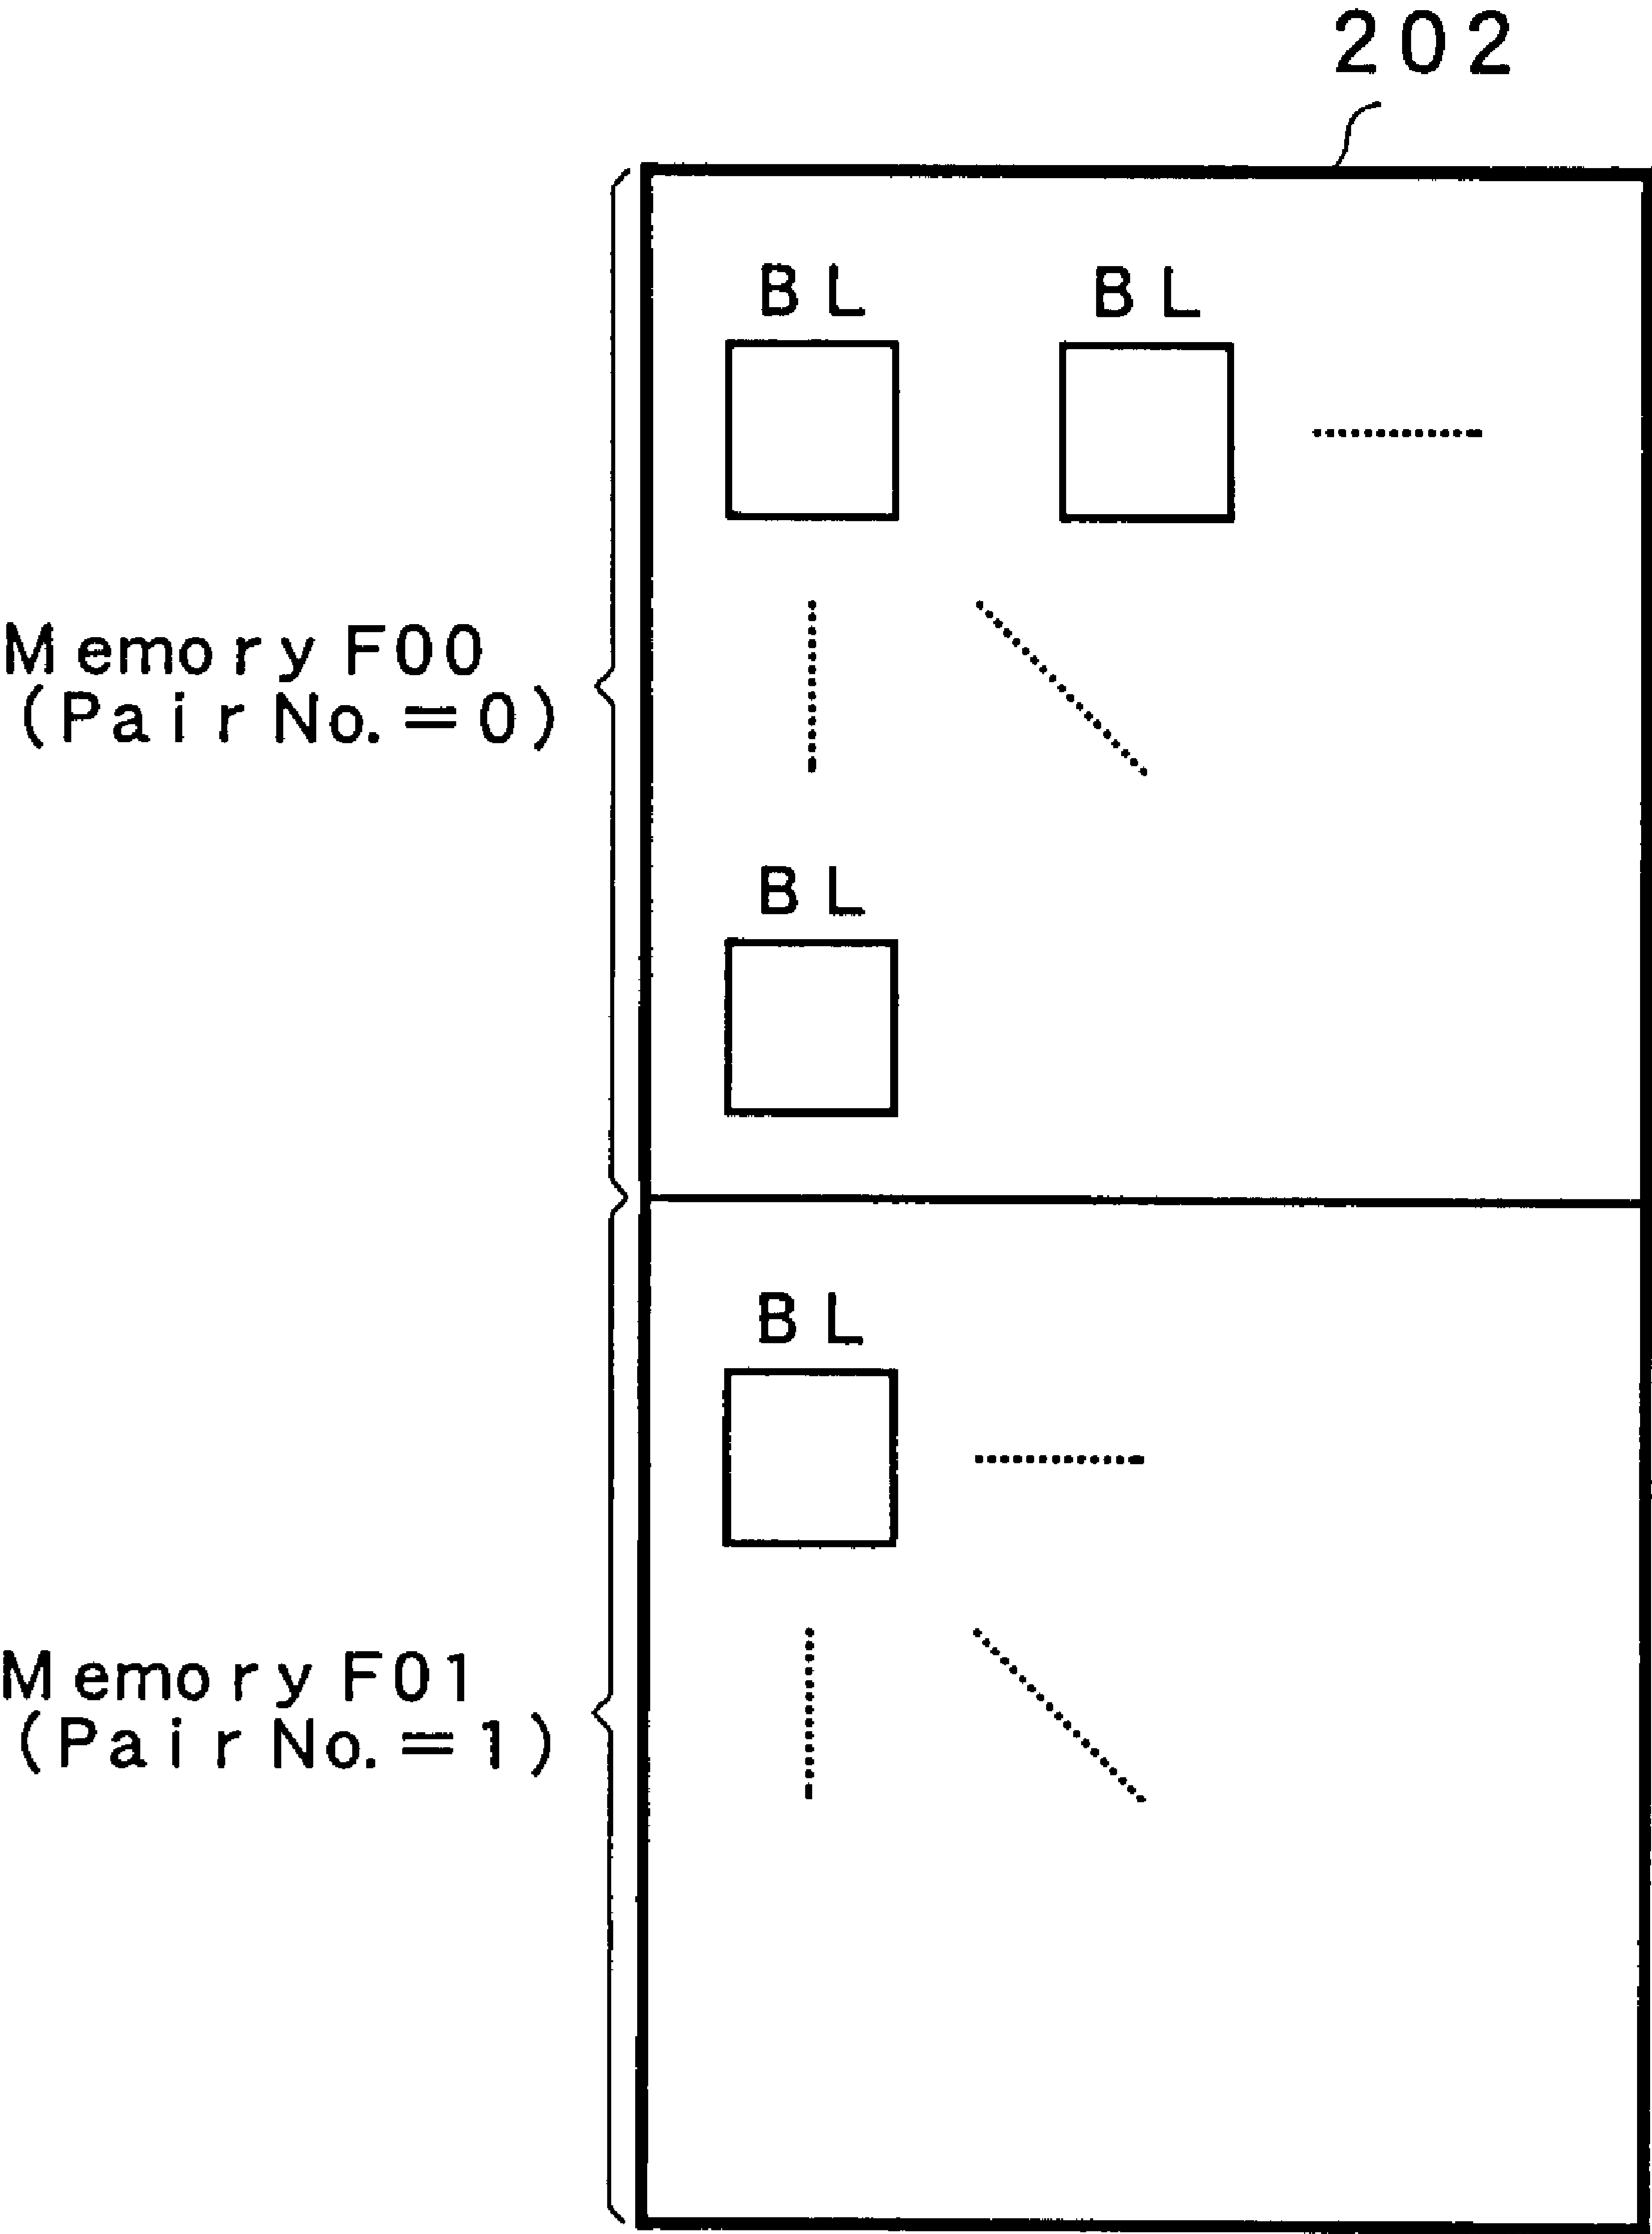 202
BL BL
Memory F00
(Pair No.=0)
BL
BL
Memory F01
(Pair No.=1)